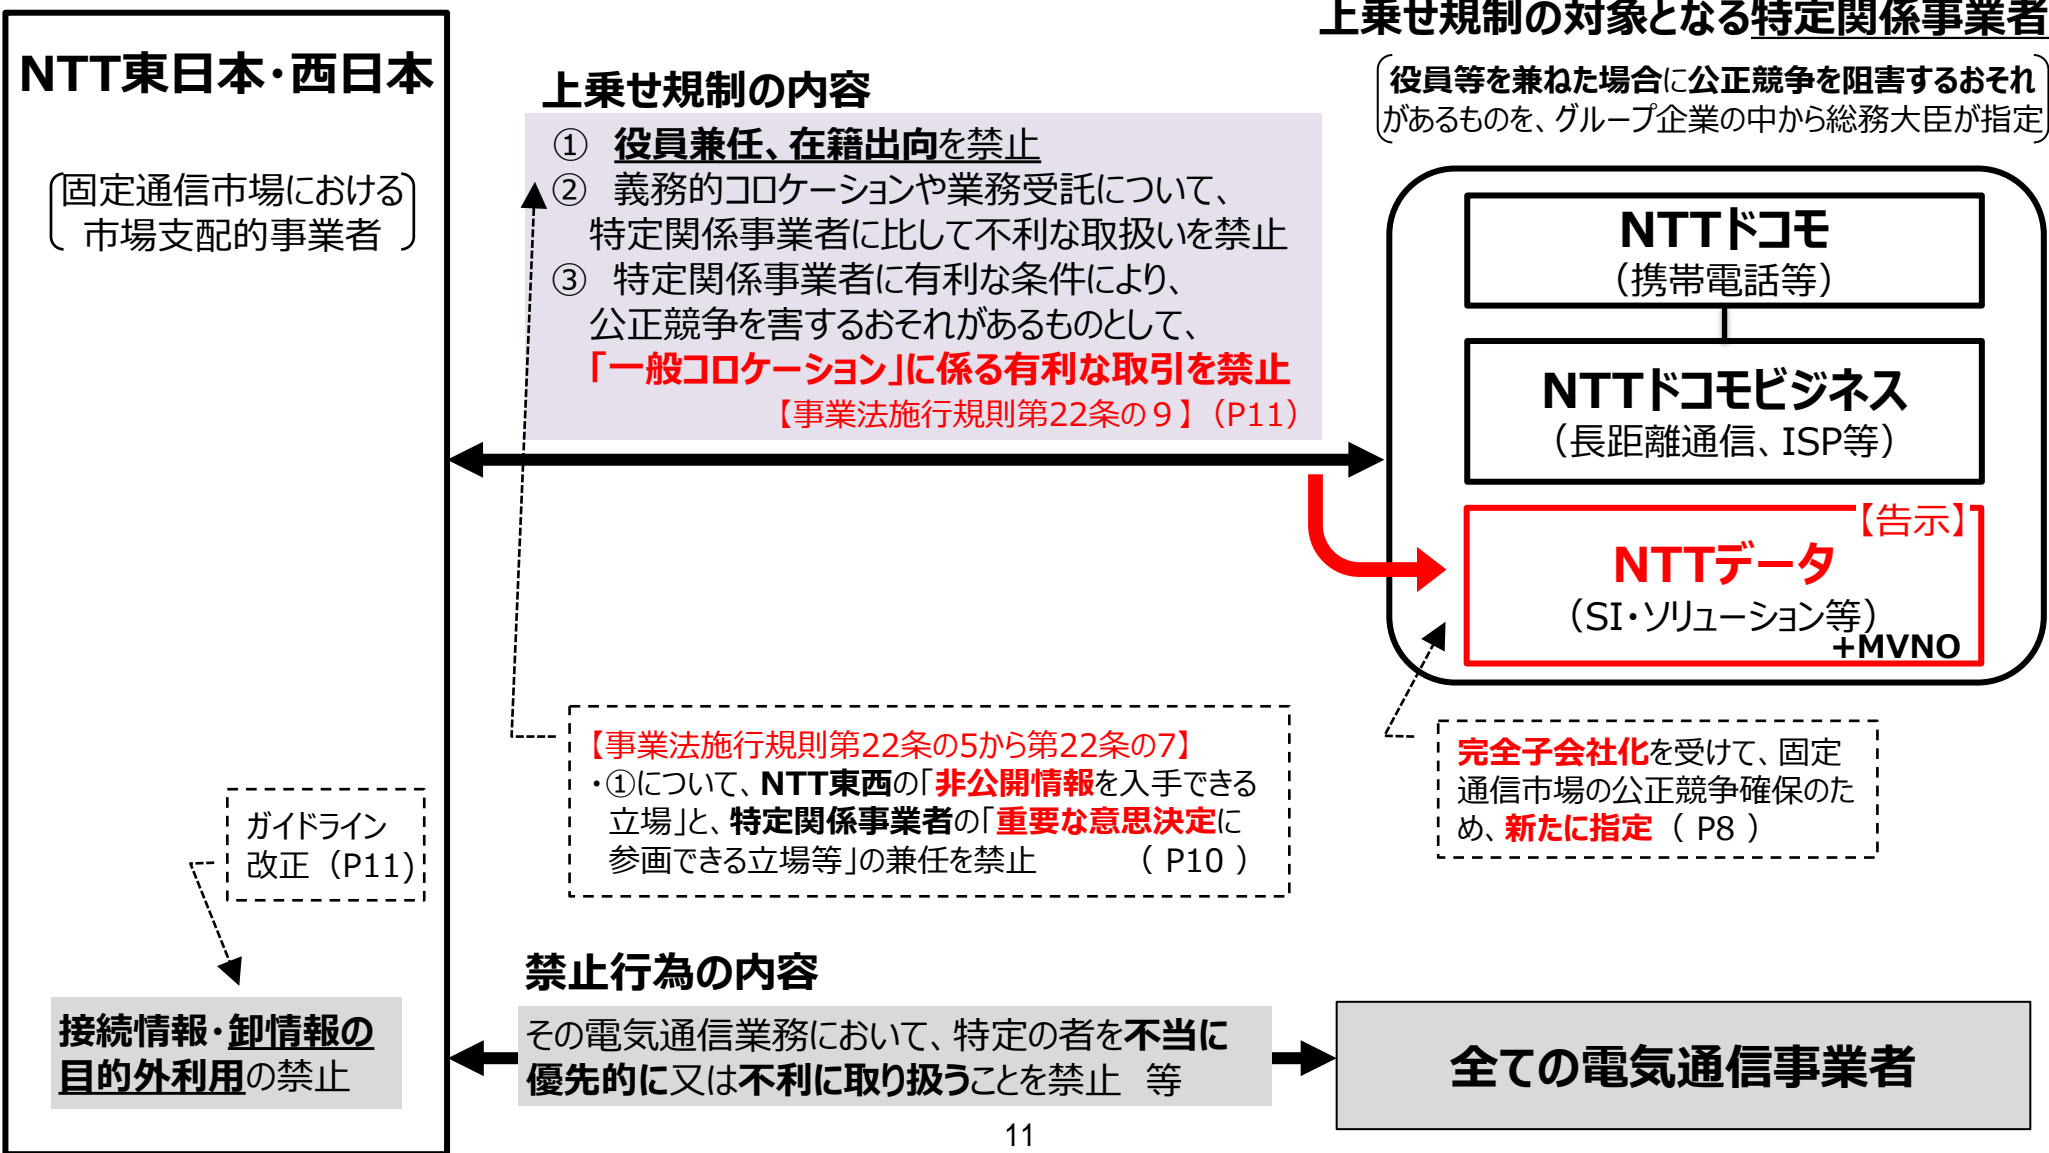 NTT東日本・西日本
固定通信市場における
市場支配的事業者
ガイドライン
改正（P11）
接続情報・卸情報の
目的外利用の禁止
上乗せ規制の内容
① 役員兼任、在籍出向を禁止
② 義務的コロケーションや業務受託について、
特定関係事業者に比して不利な取扱いを禁止
③ 特定関係事業者に有利な条件により、
公正競争を害するおそれがあるものとして、
「一般コロケーション」に係る有利な取引を禁止
【事業法施行規則第22条の９】（P11）
【事業法施行規則第22条の5から第22条の7】
・①について、NTT東西の「非公開情報を入手できる
立場」と、特定関係事業者の「重要な意思決定に
参画できる立場等」の兼任を禁止 （ P10 ）
禁止行為の内容
その電気通信業務において、特定の者を不当に
優先的に又は不利に取り扱うことを禁止 等
上乗せ規制の対象となる特定関係事業者
役員等を兼ねた場合に公正競争を阻害するおそれ
があるものを、グループ企業の中から総務大臣が指定
NTTドコモ
（携帯電話等）
NTTドコモビジネス
（長距離通信、ISP等）
【告示】
NTTデータ
（SI・ソリューション等）
+MVNO
完全子会社化を受けて、固定
通信市場の公正競争確保のた
め、新たに指定（ P8 ）
全ての電気通信事業者
11